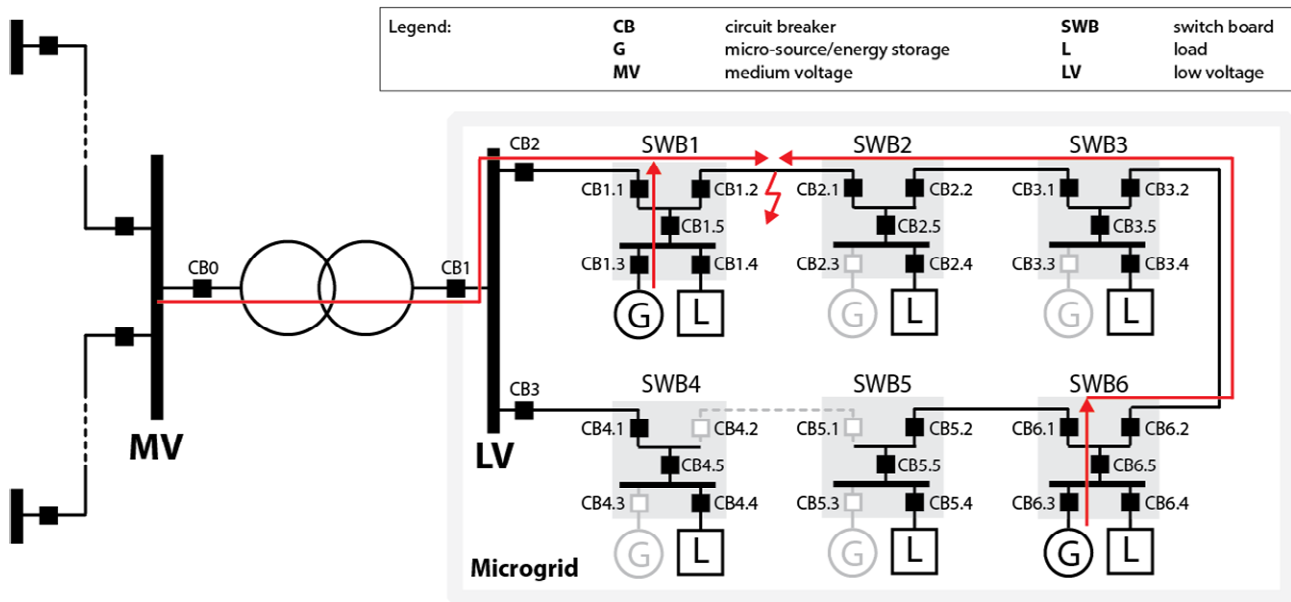 Legend:
CB circuit breaker SWB switch board
G micro-source/energy storage L load
MV medium voltage LV low voltage
CB2 SWB1 SWB2 SWB3
CB1.1 CB1.2 CB2.1 CB2.2 CB3.1 CB3.2
CB1.5 CB2.5 CB3.5
CB0 CB1 CB1.3 CB1.4 CB2.3 CB2.4 CB3.3 CB3.4
G L G L G L
CB3 SWB4 SWB5 SWB6
MV LV
CB4.1 CB4.2 CB5.1 CB5.2 CB6.1 CB6.2
CB4.5 CB5.5 CB6.5
CB4.3 CB4.4 CB5.3 CB5.4 CB6.3 CB6.4
G L G L G L
Microgrid